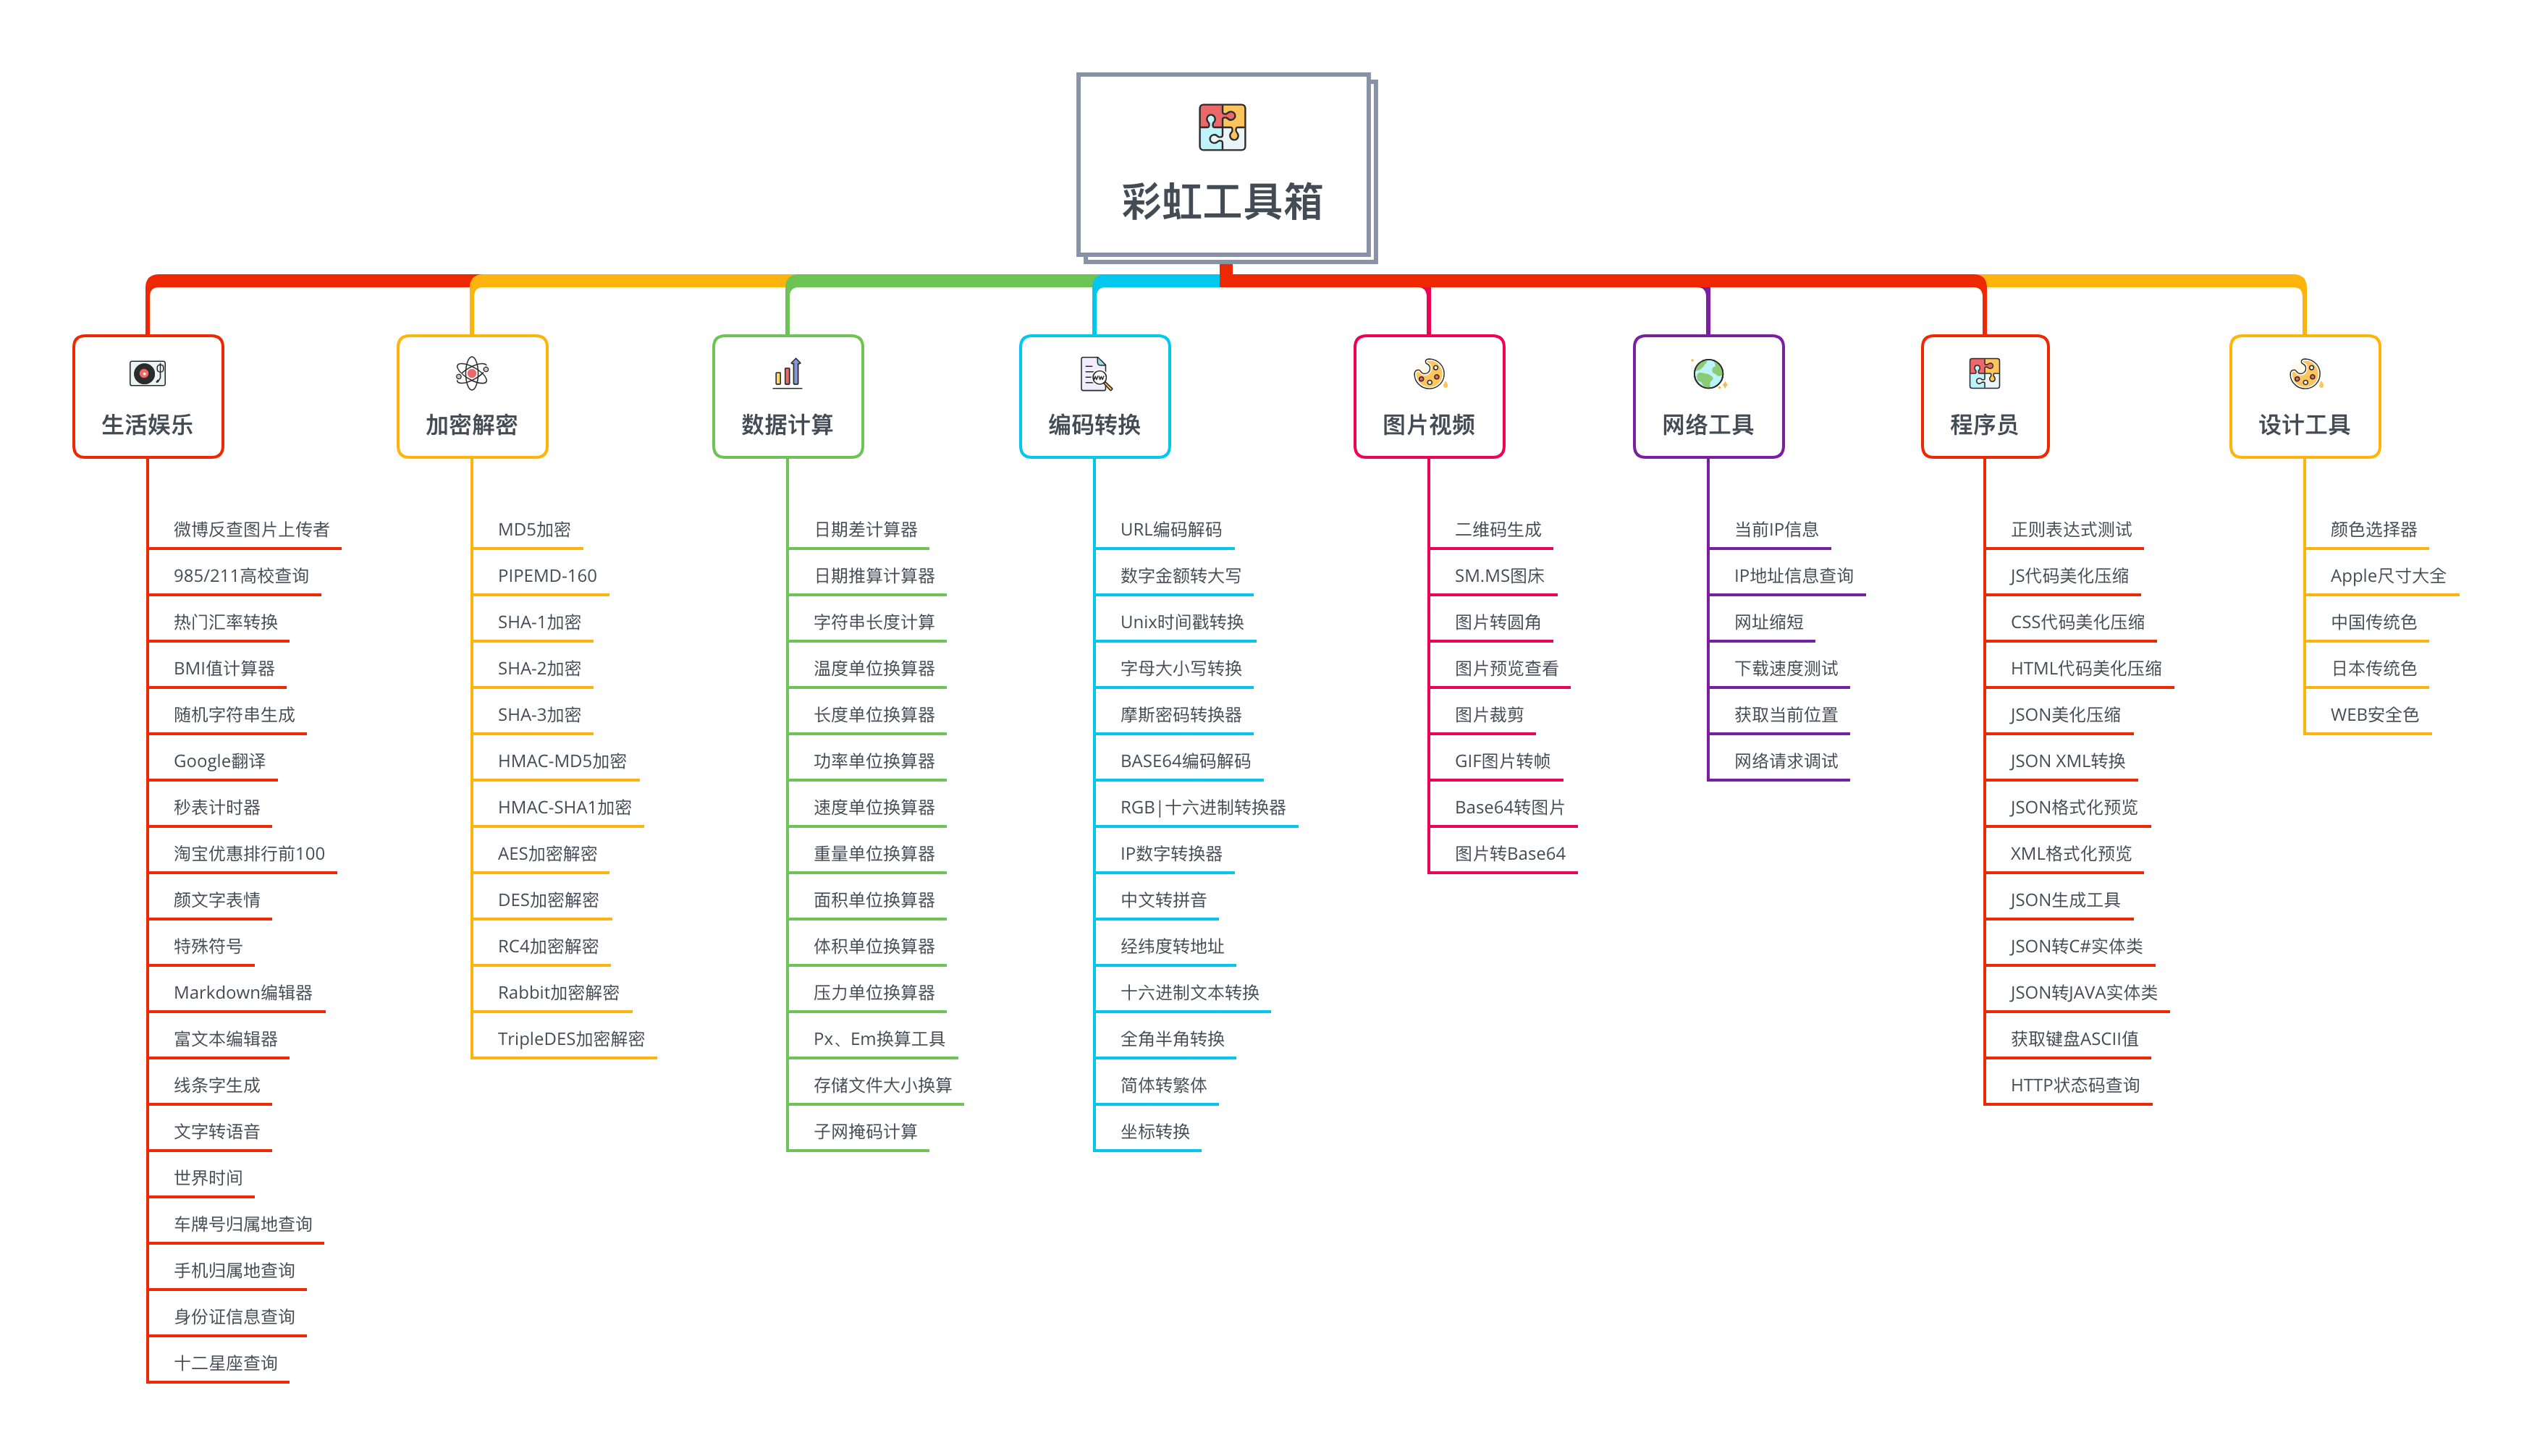 彩虹工具箱
生活娱乐
微博反查图片上传者
985/211高校查询
热门汇率转换
BMI值计算器
随机字符串生成
Google翻译
秒表计时器
淘宝优惠排行前100
颜文字表情
特殊符号
Markdown编辑器
富文本编辑器
线条字生成
文字转语音
世界时间
车牌号归属地查询
手机归属地查询
身份证信息查询
十二星座查询
加密解密
MD5加密
PIPEMD-160
SHA-1加密
SHA-2加密
SHA-3加密
HMAC-MD5加密
HMAC-SHA1加密
AES加密解密
DES加密解密
RC4加密解密
Rabbit加密解密
TripleDES加密解密
数据计算
日期差计算器
日期推算计算器
字符串长度计算
温度单位换算器
长度单位换算器
功率单位换算器
速度单位换算器
重量单位换算器
面积单位换算器
体积单位换算器
压力单位换算器
Px、Em换算工具
存储文件大小换算
子网掩码计算
编码转换
URL编码解码
数字金额转大写
Unix时间戳转换
字母大小写转换
摩斯密码转换器
BASE64编码解码
RGB|十六进制转换器
IP数字转换器
中文转拼音
经纬度转地址
十六进制文本转换
全角半角转换
简体转繁体
坐标转换
图片视频
二维码生成
SM.MS图床
图片转圆角
图片预览查看
图片裁剪
GIF图片转帧
Base64转图片
图片转Base64
网络工具
当前IP信息
IP地址信息查询
网址缩短
下载速度测试
获取当前位置
网络请求调试
程序员
正则表达式测试
JS代码美化压缩
CSS代码美化压缩
HTML代码美化压缩
JSON美化压缩
JSON XML转换
JSON格式化预览
XML格式化预览
JSON生成工具
JSON转C#实体类
JSON转JAVA实体类
获取键盘ASCII值
HTTP状态码查询
设计工具
颜色选择器
Apple尺寸大全
中国传统色
日本传统色
WEB安全色